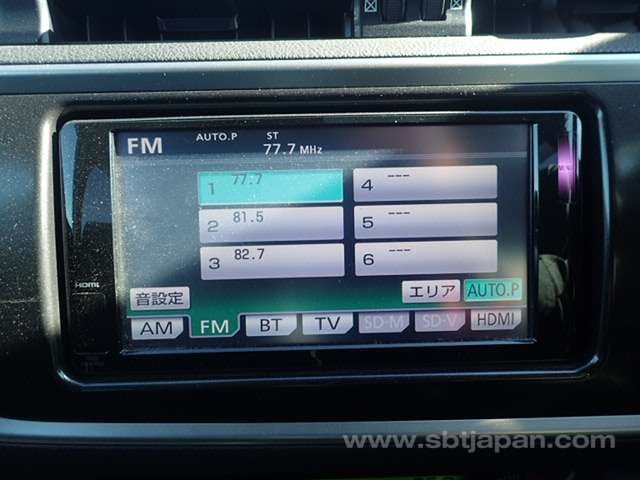 FM AUTO.P ST
77.7 MHz
1 77.7 4 ---
2 81.5 5 ---
3 82.7 6 ---
HDMI
音設定 エリア AUTO.P
AM FM BT TV SD-M SD-V HDMI
www.sbtjapan.com